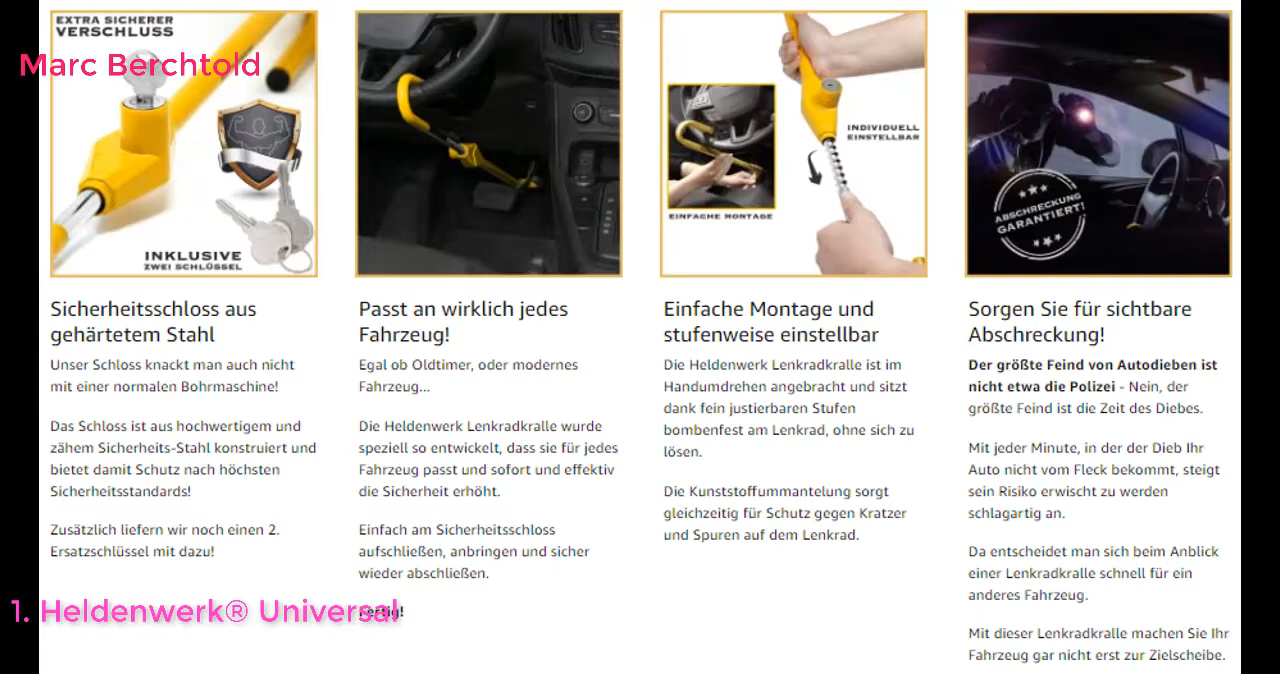 EXTRA SICHERER
VERSCHLUSS
Marc Berchtold
INKLUSIVE
ZWEI SCHLÜSSEL
INDIVIDUELL
EINSTELLBAR
EINFACHE MONTAGE
ABSCHRECKUNG
GARANTIERT!
Sicherheitsschloss aus
gehärtetem Stahl
Unser Schloss knackt man auch nicht
mit einer normalen Bohrmaschine!
Das Schloss ist aus hochwertigem und
zähem Sicherheits-Stahl konstruiert und
bietet damit Schutz nach höchsten
Sicherheitsstandards!
Zusätzlich liefern wir noch einen 2.
Ersatzschlüssel mit dazu!
Passt an wirklich jedes
Fahrzeug!
Egal ob Oldtimer, oder modernes
Fahrzeug...
Die Heldenwerk Lenkradkralle wurde
speziell so entwickelt, dass sie für jedes
Fahrzeug passt und sofort und effektiv
die Sicherheit erhöht.
Einfach am Sicherheitsschloss
aufschließen, anbringen und sicher
wieder abschließen.
Fertig!
Einfache Montage und
stufenweise einstellbar
Die Heldenwerk Lenkradkralle ist im
Handumdrehen angebracht und sitzt
dank fein justierbaren Stufen
bombenfest am Lenkrad, ohne sich zu
lösen.
Die Kunststoffummantelung sorgt
gleichzeitig für Schutz gegen Kratzer
und Spuren auf dem Lenkrad.
Sorgen Sie für sichtbare
Abschreckung!
Der größte Feind von Autodieben ist
nicht etwa die Polizei - Nein, der
größte Feind ist die Zeit des Diebes.
Mit jeder Minute, in der der Dieb Ihr
Auto nicht vom Fleck bekommt, steigt
sein Risiko erwischt zu werden
schlagartig an.
Da entscheidet man sich beim Anblick
einer Lenkradkralle schnell für ein
anderes Fahrzeug.
Mit dieser Lenkradkralle machen Sie Ihr
Fahrzeug gar nicht erst zur Zielscheibe.
1. Heldenwerk® Universal